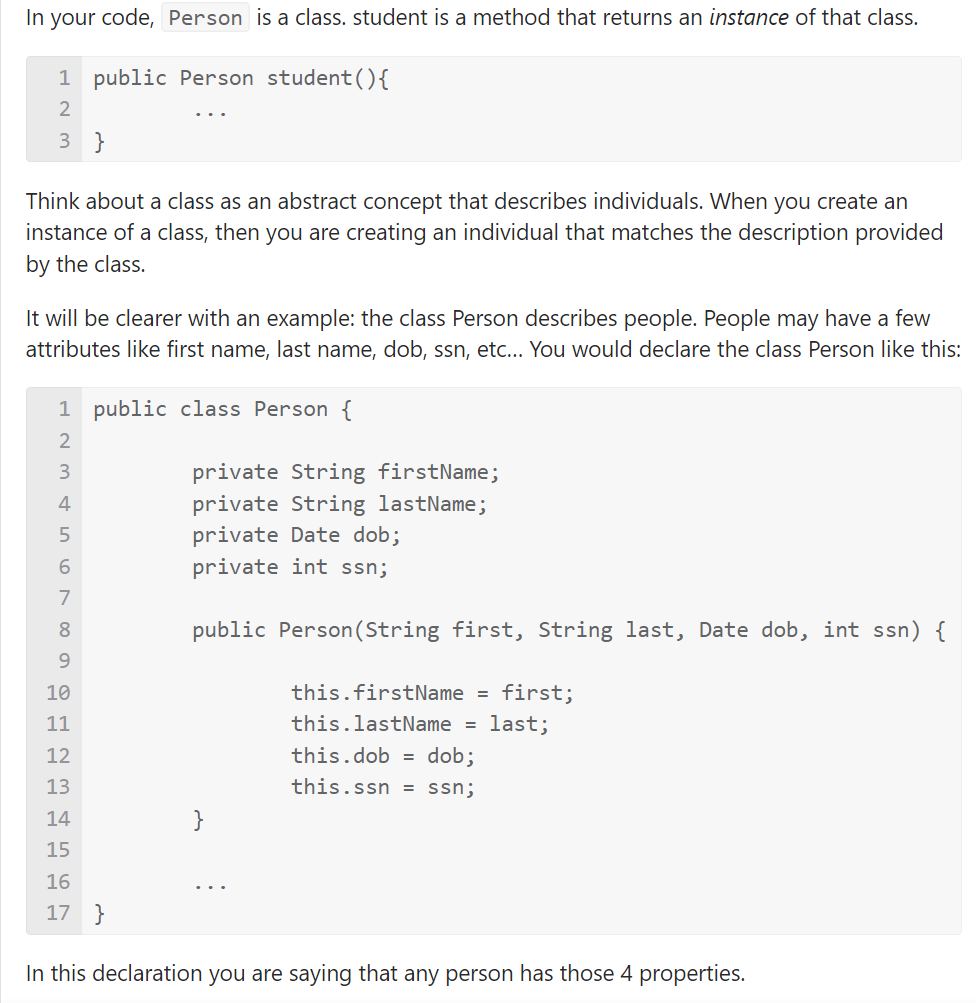 In your code, Person is a class. student is a method that returns an instance of that class.
1 public Person student(){
2 ...
3 }
Think about a class as an abstract concept that describes individuals. When you create an
instance of a class, then you are creating an individual that matches the description provided
by the class.
It will be clearer with an example: the class Person describes people. People may have a few
attributes like first name, last name, dob, ssn, etc... You would declare the class Person like this:
1 public class Person {
2
3 private String firstName;
4 private String lastName;
5 private Date dob;
6 private int ssn;
7
8 public Person(String first, String last, Date dob, int ssn) {
9
10 this.firstName = first;
11 this.lastName = last;
12 this.dob = dob;
13 this.ssn = ssn;
14 }
15
16 ...
17 }
In this declaration you are saying that any person has those 4 properties.